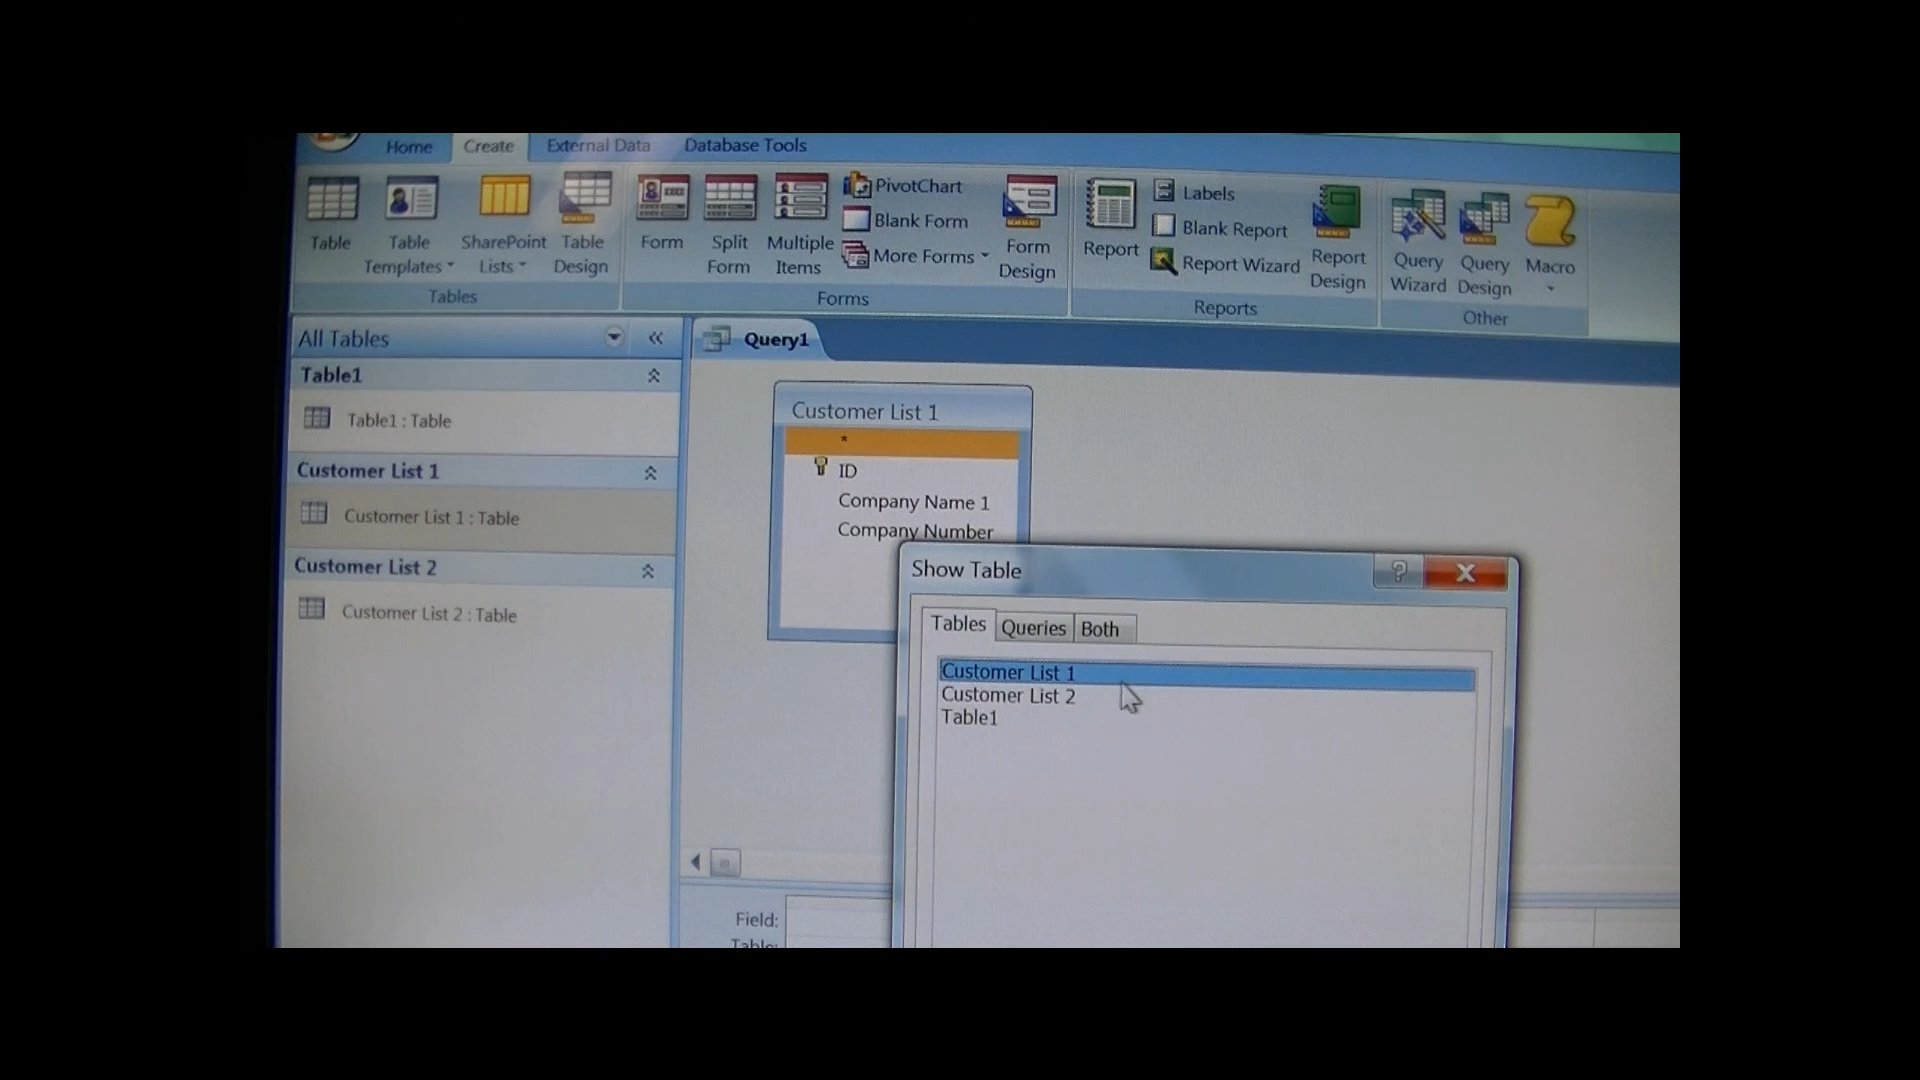 Home Create External Data Database Tools
Table
Table Templates
SharePoint Lists
Table Design
Tables
Form
Split Form
Multiple Items
PivotChart
Blank Form
More Forms
Form Design
Forms
Report
Labels
Blank Report
Report Wizard
Report Design
Reports
Query Wizard
Query Design
Macro
Other
All Tables
Table1
Table1 : Table
Customer List 1
Customer List 1 : Table
Customer List 2
Customer List 2 : Table
Query1
Customer List 1
*
ID
Company Name 1
Company Number
Show Table
Tables Queries Both
Customer List 1
Customer List 2
Table1
Field:
Table: